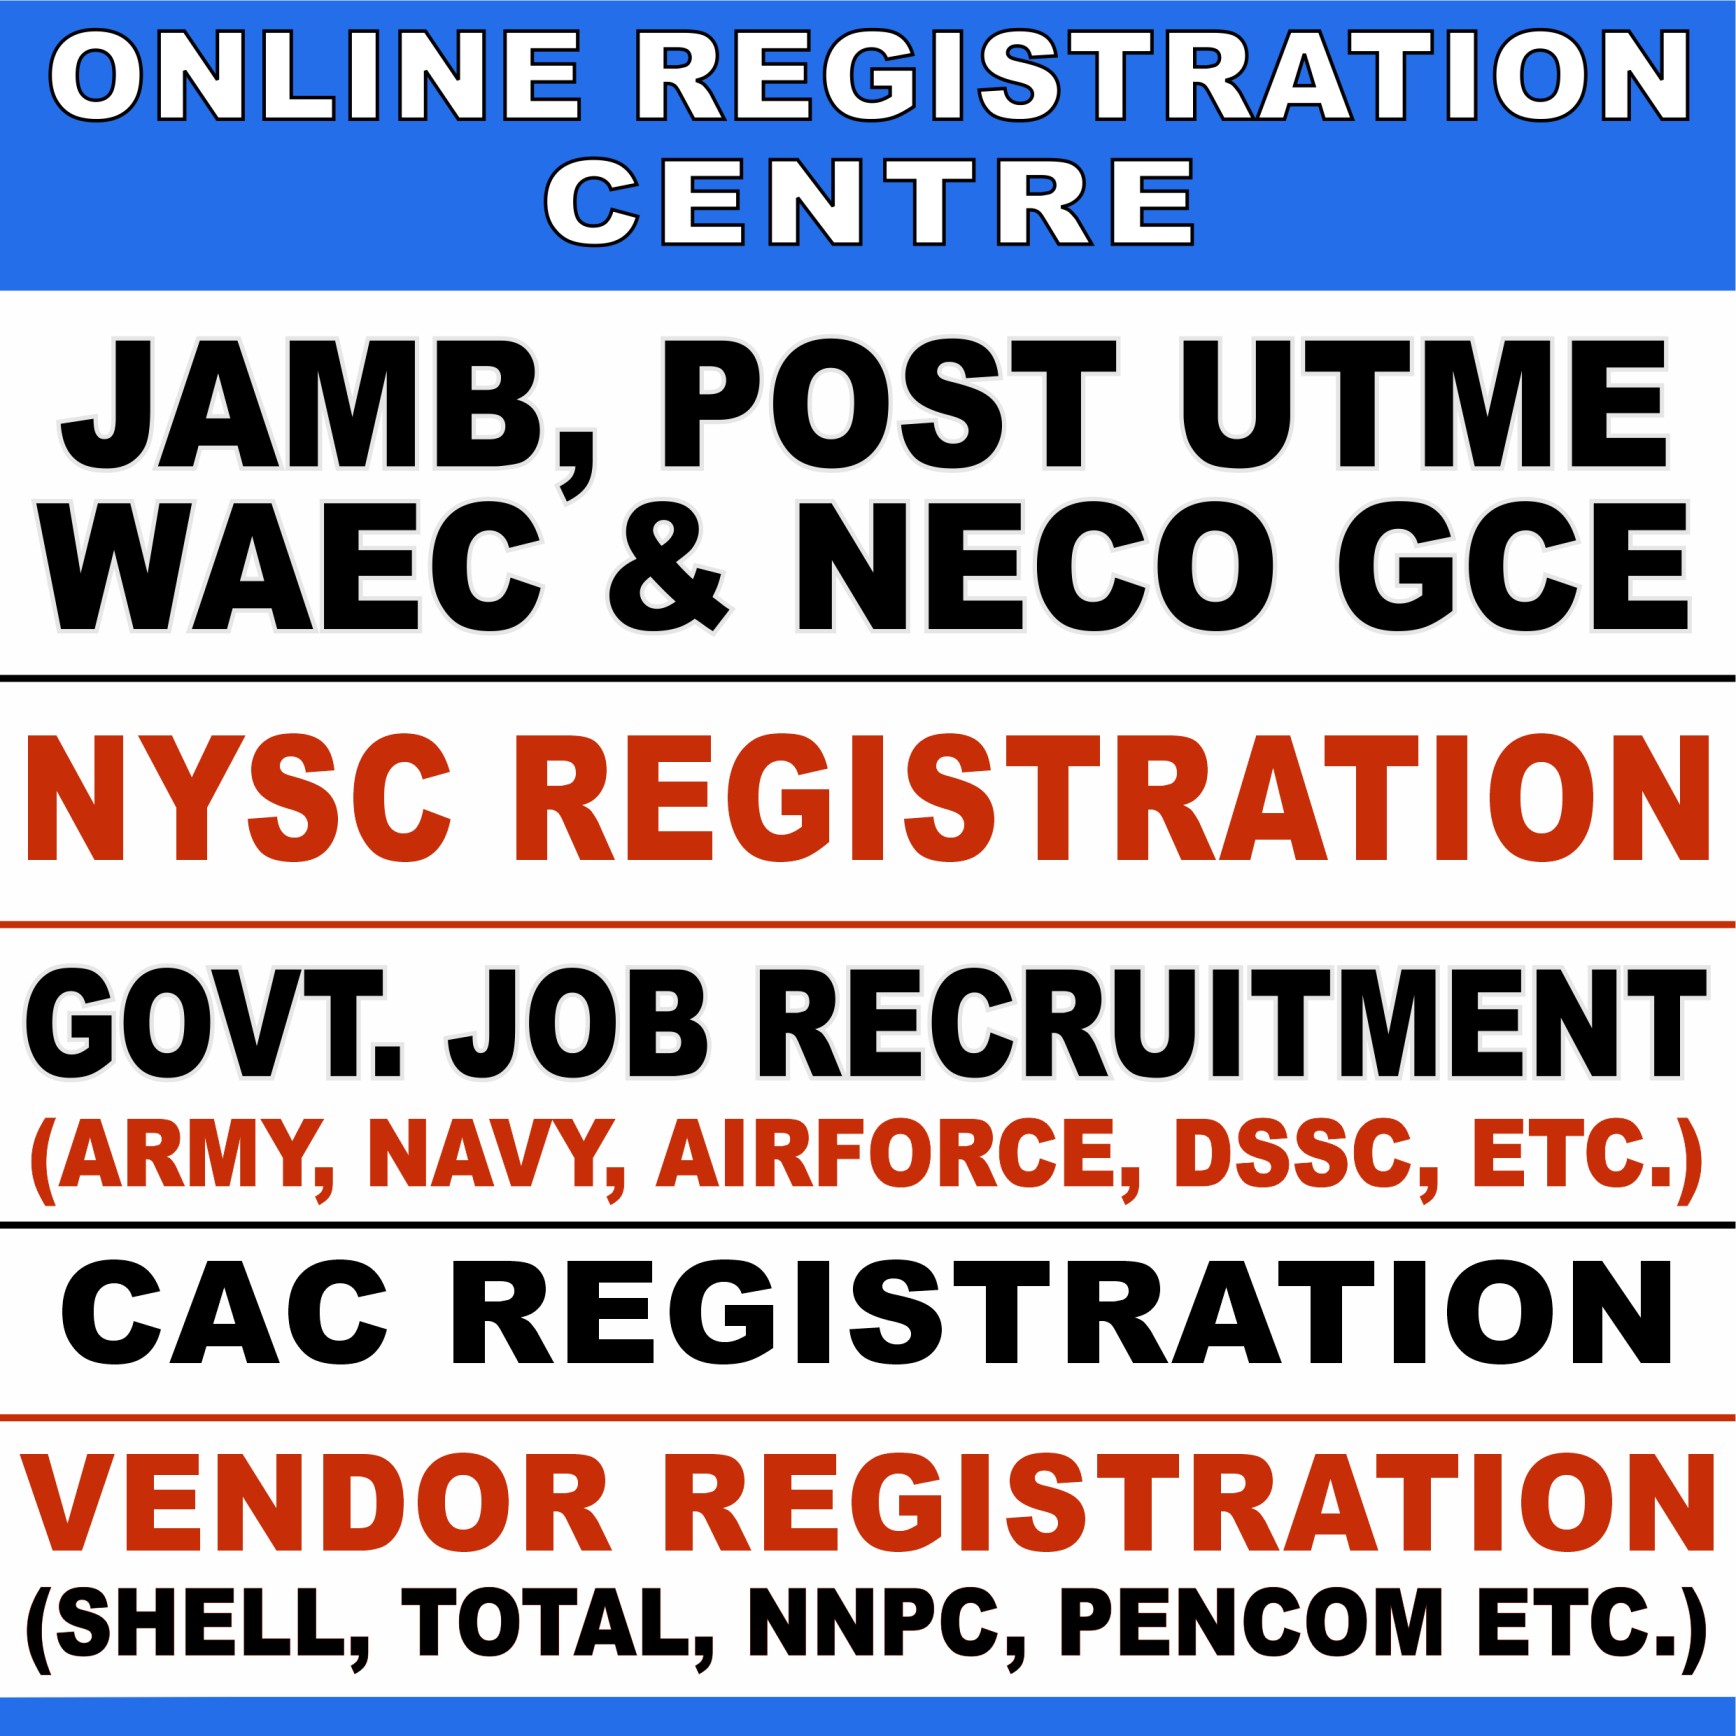 ONLINE REGISTRATION
CENTRE
JAMB, POST UTME
WAEC & NECO GCE
NYSC REGISTRATION
GOVT. JOB RECRUITMENT
(ARMY, NAVY, AIRFORCE, DSSC, ETC.)
CAC REGISTRATION
VENDOR REGISTRATION
(SHELL, TOTAL, NNPC, PENCOM ETC.)